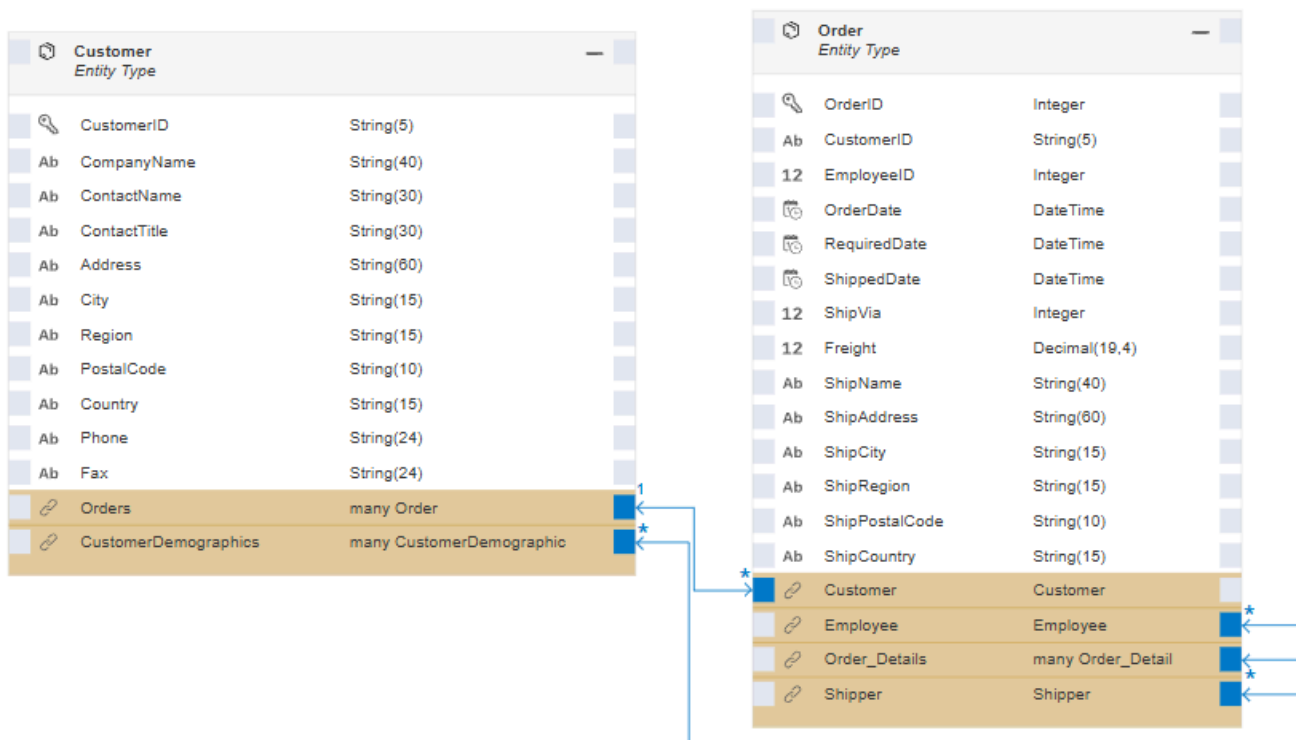 Customer
Entity Type
CustomerID String(5)
Ab CompanyName String(40)
Ab ContactName String(30)
Ab ContactTitle String(30)
Ab Address String(60)
Ab City String(15)
Ab Region String(15)
Ab PostalCode String(10)
Ab Country String(15)
Ab Phone String(24)
Ab Fax String(24)
Orders many Order 1
CustomerDemographics many CustomerDemographic *
Order
Entity Type
OrderID Integer
Ab CustomerID String(5)
12 EmployeeID Integer
OrderDate DateTime
RequiredDate DateTime
ShippedDate DateTime
12 ShipVia Integer
12 Freight Decimal(19,4)
Ab ShipName String(40)
Ab ShipAddress String(60)
Ab ShipCity String(15)
Ab ShipRegion String(15)
Ab ShipPostalCode String(10)
Ab ShipCountry String(15)
* Customer Customer
Employee Employee *
Order_Details many Order_Detail
Shipper Shipper *